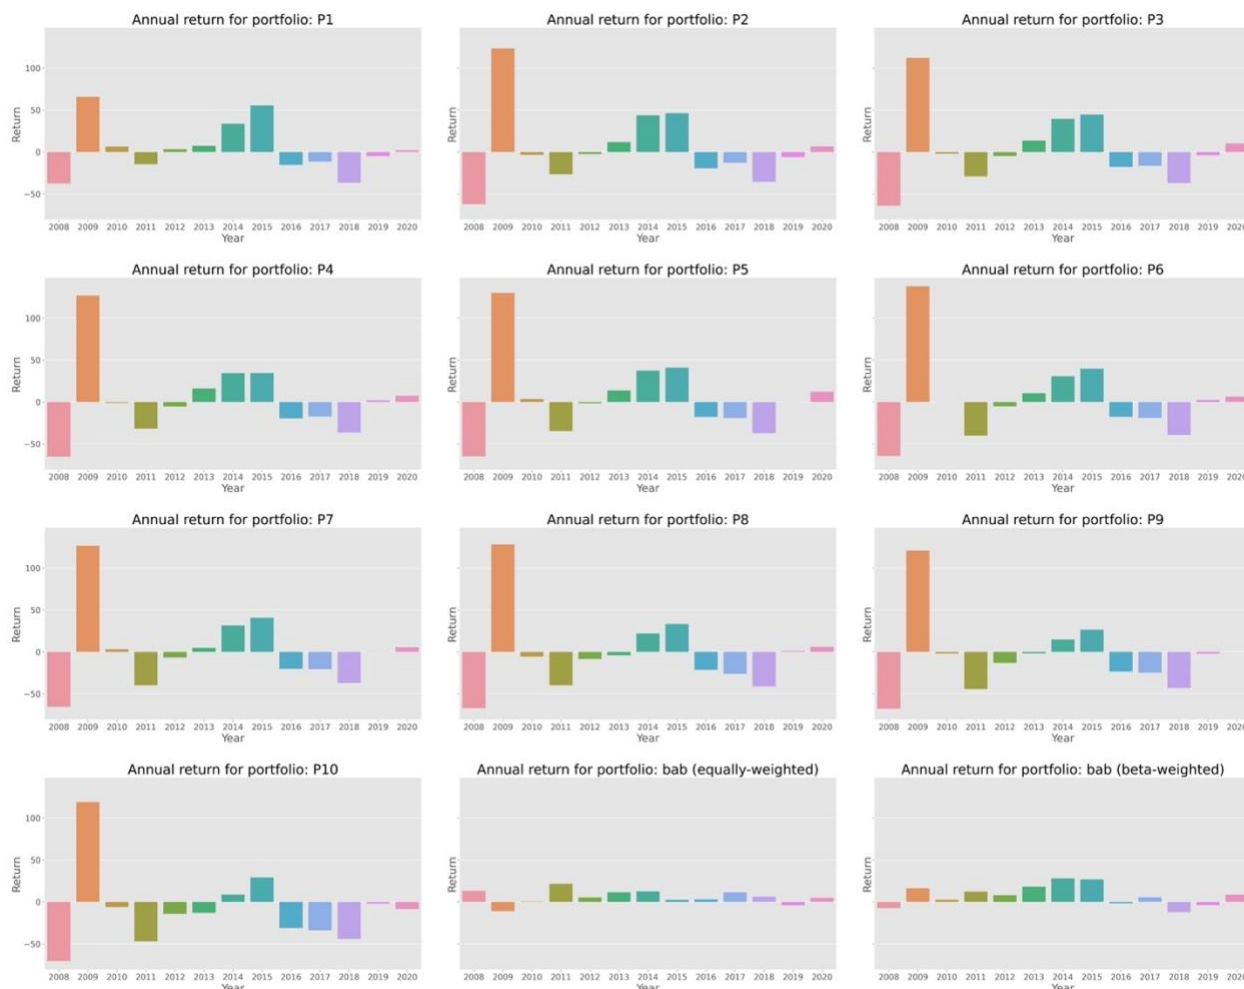 Annual return for portfolio: P1
Annual return for portfolio: P2
Annual return for portfolio: P3
Return
100
50
0
−50
2008 2009 2010 2011 2012 2013 2014 2015 2016 2017 2018 2019 2020
Year
Return
2008 2009 2010 2011 2012 2013 2014 2015 2016 2017 2018 2019 2020
Year
Return
2008 2009 2010 2011 2012 2013 2014 2015 2016 2017 2018 2019 2020
Year
Annual return for portfolio: P4
Annual return for portfolio: P5
Annual return for portfolio: P6
Return
100
50
0
−50
2008 2009 2010 2011 2012 2013 2014 2015 2016 2017 2018 2019 2020
Year
Return
2008 2009 2010 2011 2012 2013 2014 2015 2016 2017 2018 2019 2020
Year
Return
2008 2009 2010 2011 2012 2013 2014 2015 2016 2017 2018 2019 2020
Year
Annual return for portfolio: P7
Annual return for portfolio: P8
Annual return for portfolio: P9
Return
100
50
0
−50
2008 2009 2010 2011 2012 2013 2014 2015 2016 2017 2018 2019 2020
Year
Return
2008 2009 2010 2011 2012 2013 2014 2015 2016 2017 2018 2019 2020
Year
Return
2008 2009 2010 2011 2012 2013 2014 2015 2016 2017 2018 2019 2020
Year
Annual return for portfolio: P10
Annual return for portfolio: bab (equally-weighted)
Annual return for portfolio: bab (beta-weighted)
Return
100
50
0
−50
2008 2009 2010 2011 2012 2013 2014 2015 2016 2017 2018 2019 2020
Year
Return
2008 2009 2010 2011 2012 2013 2014 2015 2016 2017 2018 2019 2020
Year
Return
2008 2009 2010 2011 2012 2013 2014 2015 2016 2017 2018 2019 2020
Year